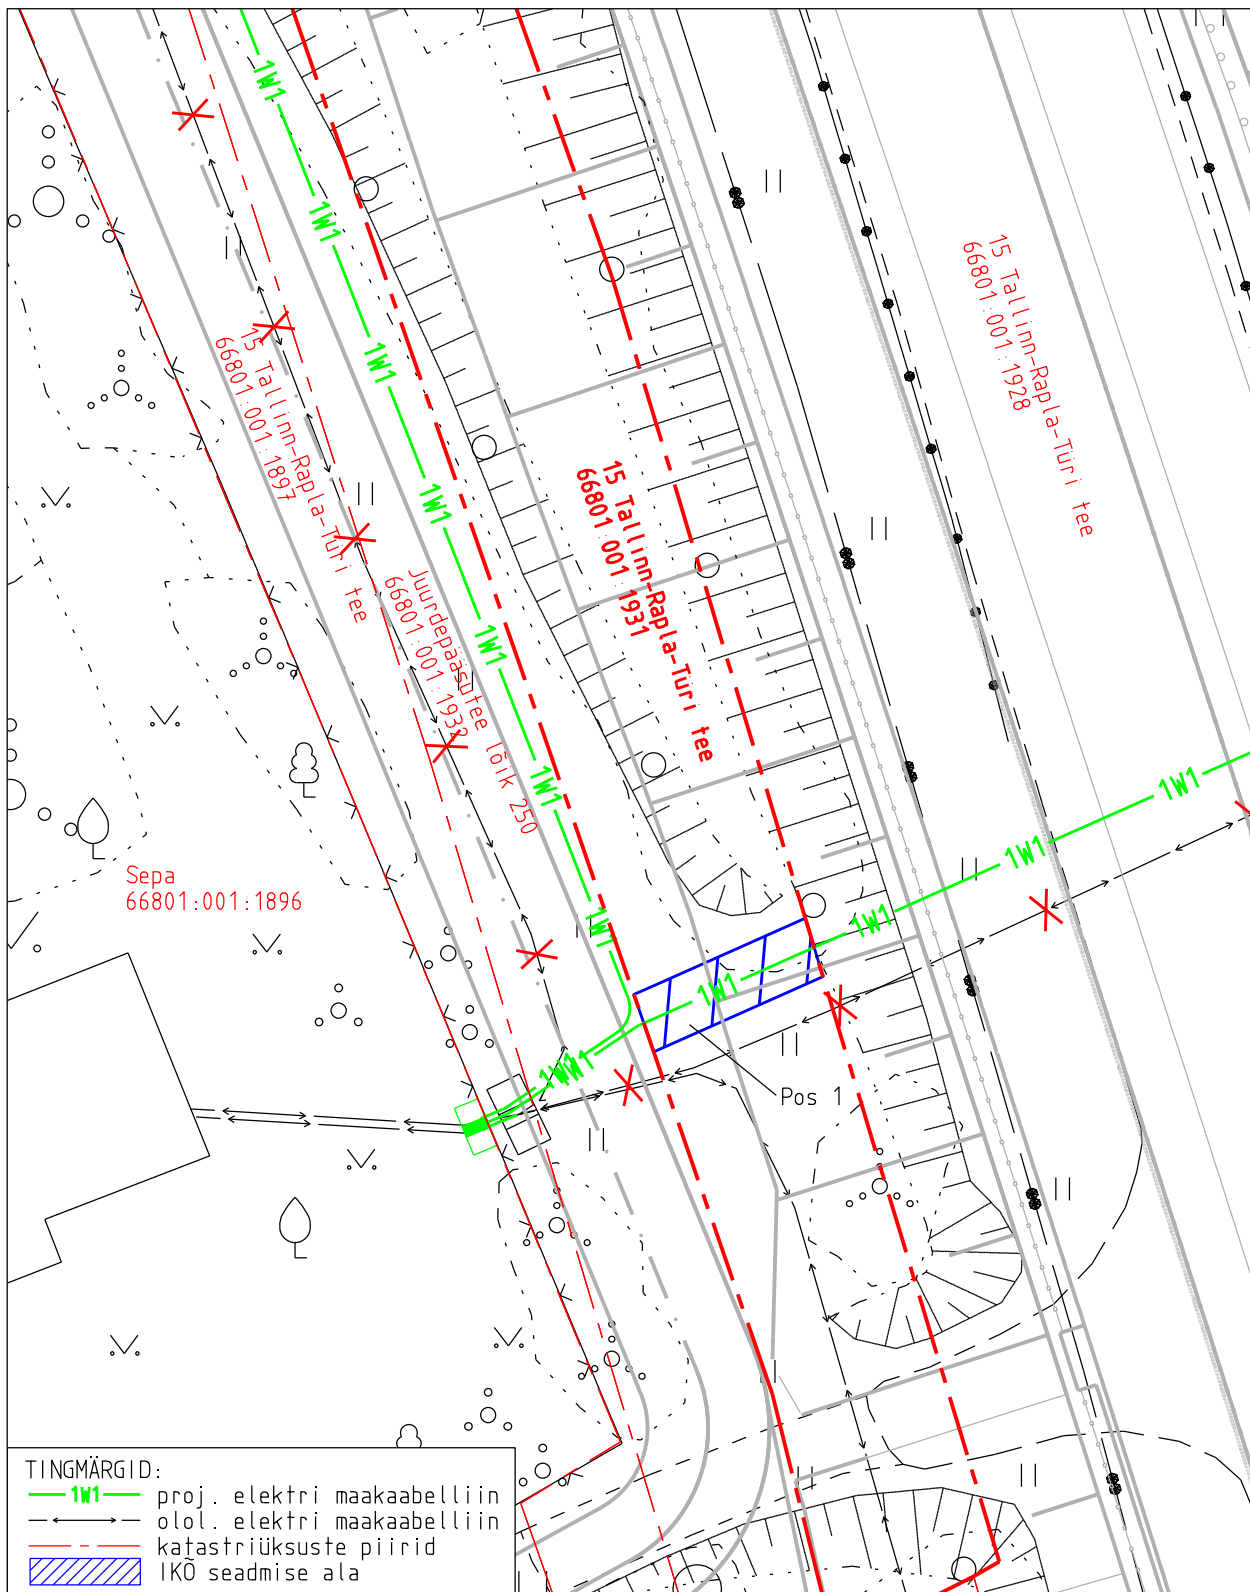 1W1
1W1
1W1
1W1
1W1
1W1
1W1
1W1
1W1
1W1
1W1
1W1
1W1
15 Tallinn-Rapla-Türi tee
66801:001:1928
15 Tallinn-Rapla-Türi tee
66801:001:1897
15 Tallinn-Rapla-Türi tee
66801:001:1931
Juurdepääsutee lõik 250
66801:001:1932
Sepa
66801:001:1896
Pos 1
TINGMÄRGID:
1W1 proj. elektri maakaabelliin
olol. elektri maakaabelliin
katastriüksuste piirid
IKÕ seadmise ala